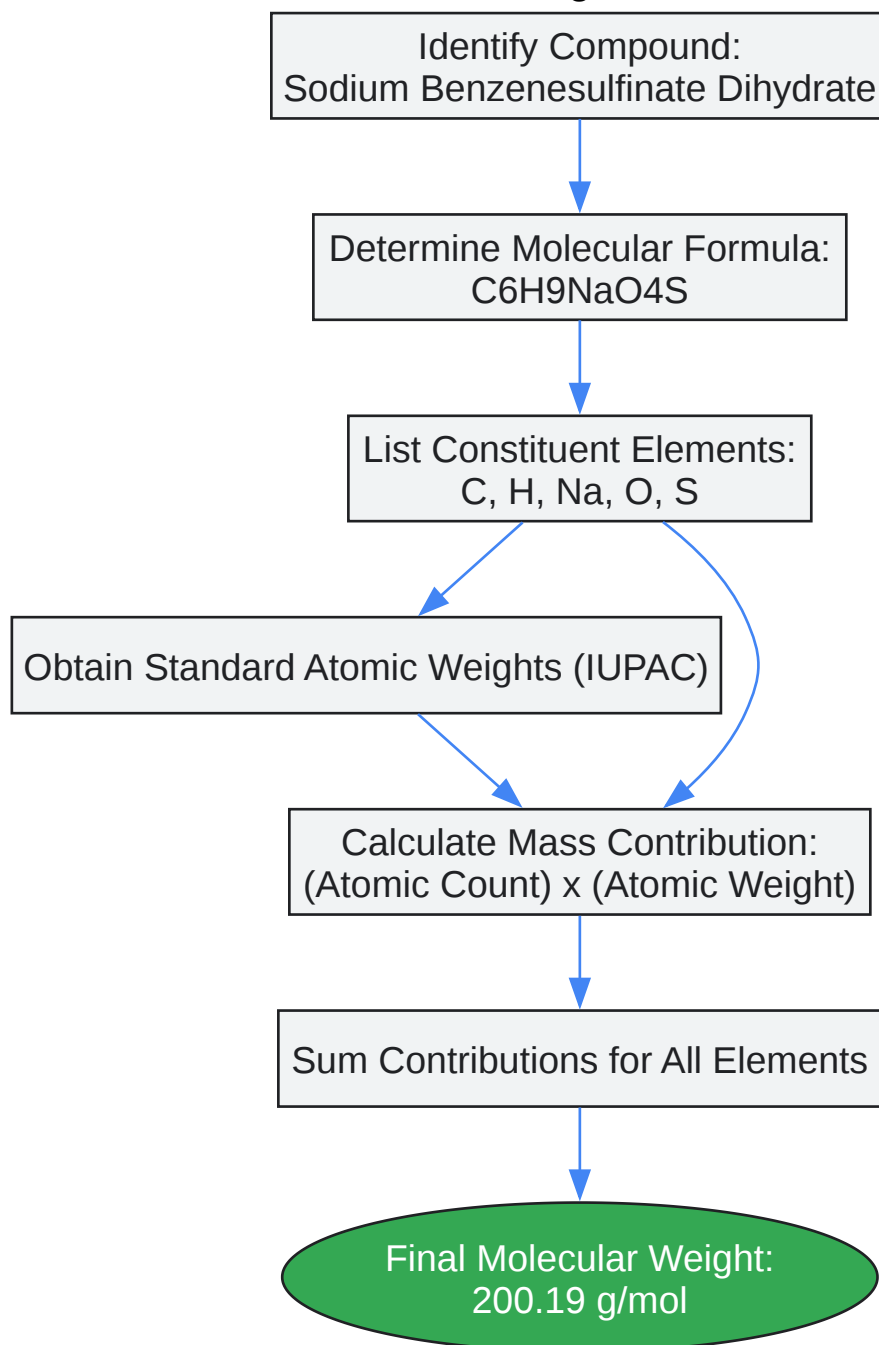 Identify Compound:
Sodium Benzenesulfinate Dihydrate
Determine Molecular Formula:
C6H9NaO4S
List Constituent Elements:
C, H, Na, O, S
Obtain Standard Atomic Weights (IUPAC)
Calculate Mass Contribution:
(Atomic Count) x (Atomic Weight)
Sum Contributions for All Elements
Final Molecular Weight:
200.19 g/mol